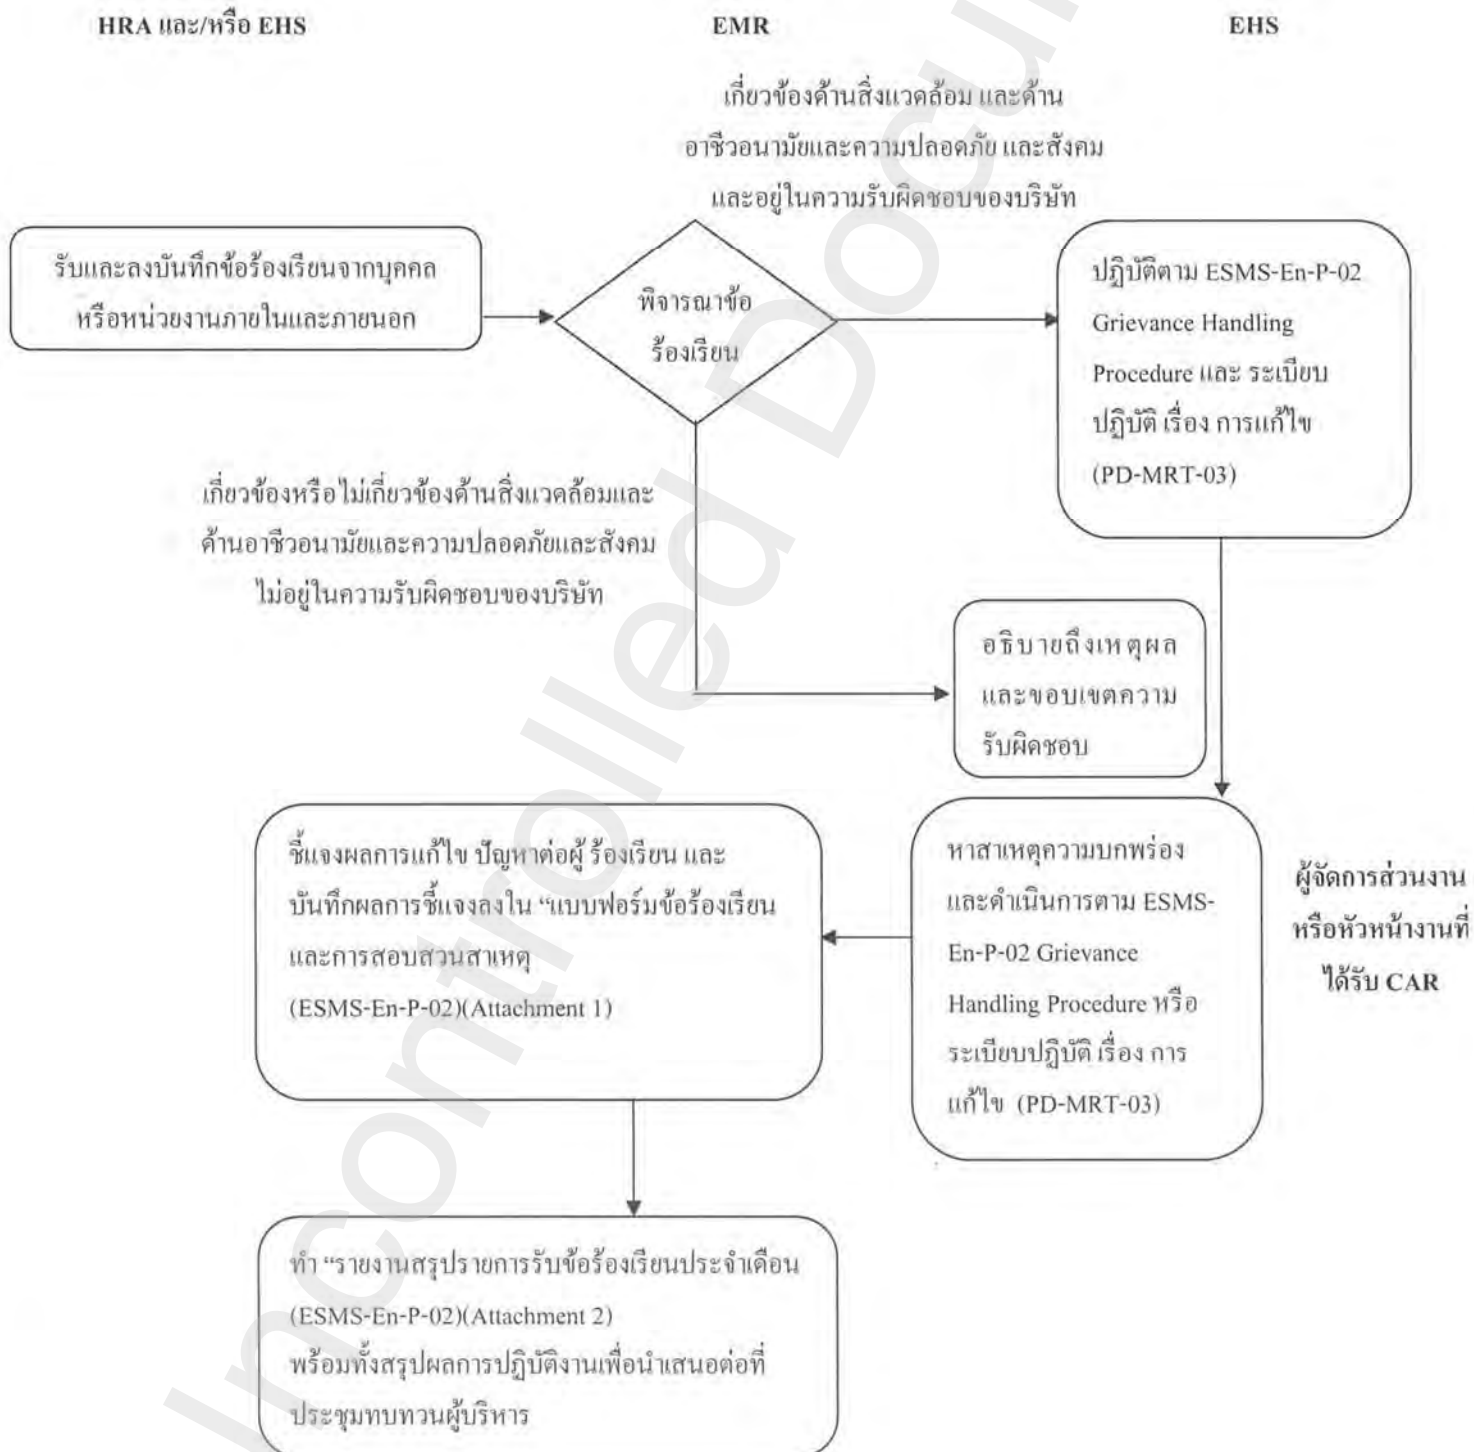 HRA และ/หรือ EHS
EMR
EHS
เกี่ยวข้องด้านสิ่งแวดล้อม และด้าน
อาชีวอนามัยและความปลอดภัย และสังคม
และอยู่ในความรับผิดชอบของบริษัท
รับและลงบันทึกข้อร้องเรียนจากบุคคล
หรือหน่วยงานภายในและภายนอก
พิจารณาข้อ
ร้องเรียน
ปฏิบัติตาม ESMS-En-P-02
Grievance Handling
Procedure และ ระเบียบ
ปฏิบัติ เรื่อง การแก้ไข
(PD-MRT-03)
เกี่ยวข้องหรือไม่เกี่ยวข้องด้านสิ่งแวดล้อมและ
ด้านอาชีวอนามัยและความปลอดภัยและสังคม
ไม่อยู่ในความรับผิดชอบของบริษัท
อธิบายถึงเหตุผล
และขอบเขตความ
รับผิดชอบ
ชี้แจงผลการแก้ไข ปัญหาต่อผู้ ร้องเรียน และ
บันทึกผลการชี้แจงลงใน “แบบฟอร์มข้อร้องเรียน
และการสอบสวนสาเหตุ
(ESMS-En-P-02)(Attachment 1)
หาสาเหตุความบกพร่อง
และดำเนินการตาม ESMS-
En-P-02 Grievance
Handling Procedure หรือ
ระเบียบปฏิบัติ เรื่อง การ
แก้ไข (PD-MRT-03)
ผู้จัดการส่วนงาน
หรือหัวหน้างานที่
ได้รับ CAR
ทำ “รายงานสรุปรายการรับข้อร้องเรียนประจำเดือน
(ESMS-En-P-02)(Attachment 2)
พร้อมทั้งสรุปผลการปฏิบัติงานเพื่อนำเสนอต่อที่
ประชุมทบทวนผู้บริหาร